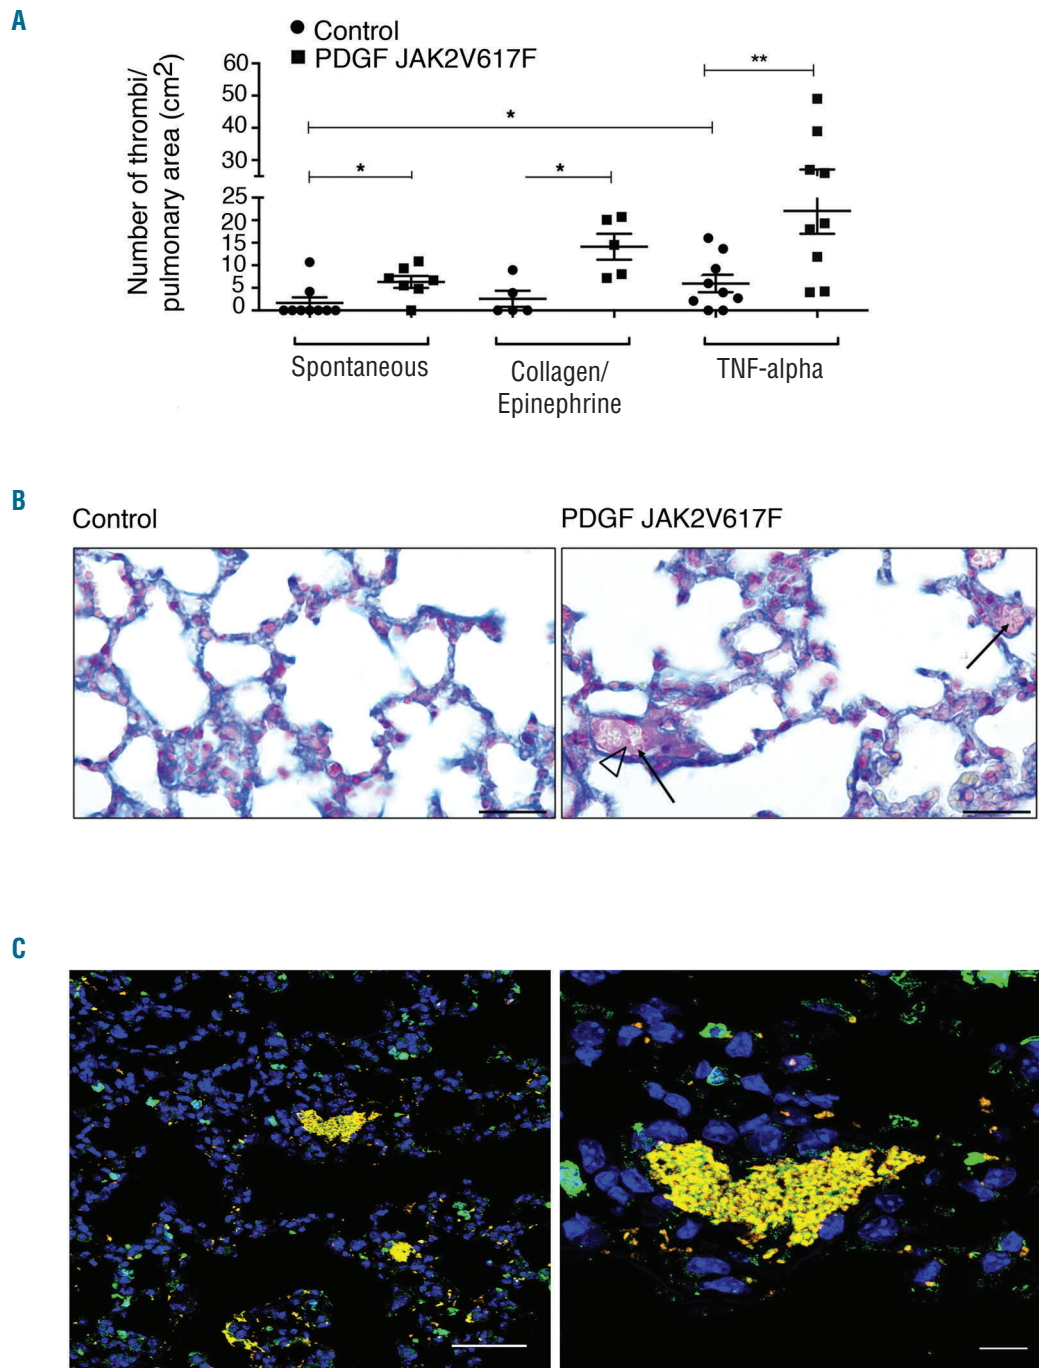 A
Control
PDGF JAK2V617F
Number of thrombi/
pulmonary area (cm2)
60
50
40
30
25
20
15
10
5
0
*
*
*
**
Spontaneous
Collagen/
Epinephrine
TNF-alpha
B
Control
PDGF JAK2V617F
C